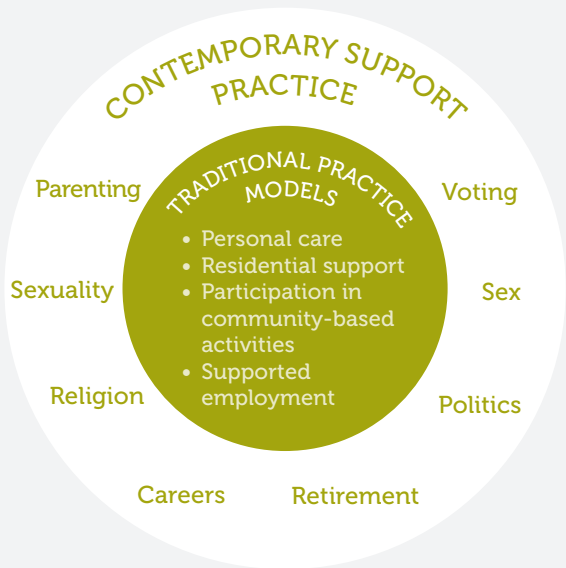 CONTEMPORARY SUPPORT
PRACTICE
TRADITIONAL PRACTICE
MODELS
• Personal care
• Residential support
• Participation in
community-based
activities
• Supported
employment
Parenting
Voting
Sexuality
Sex
Religion
Politics
Careers
Retirement